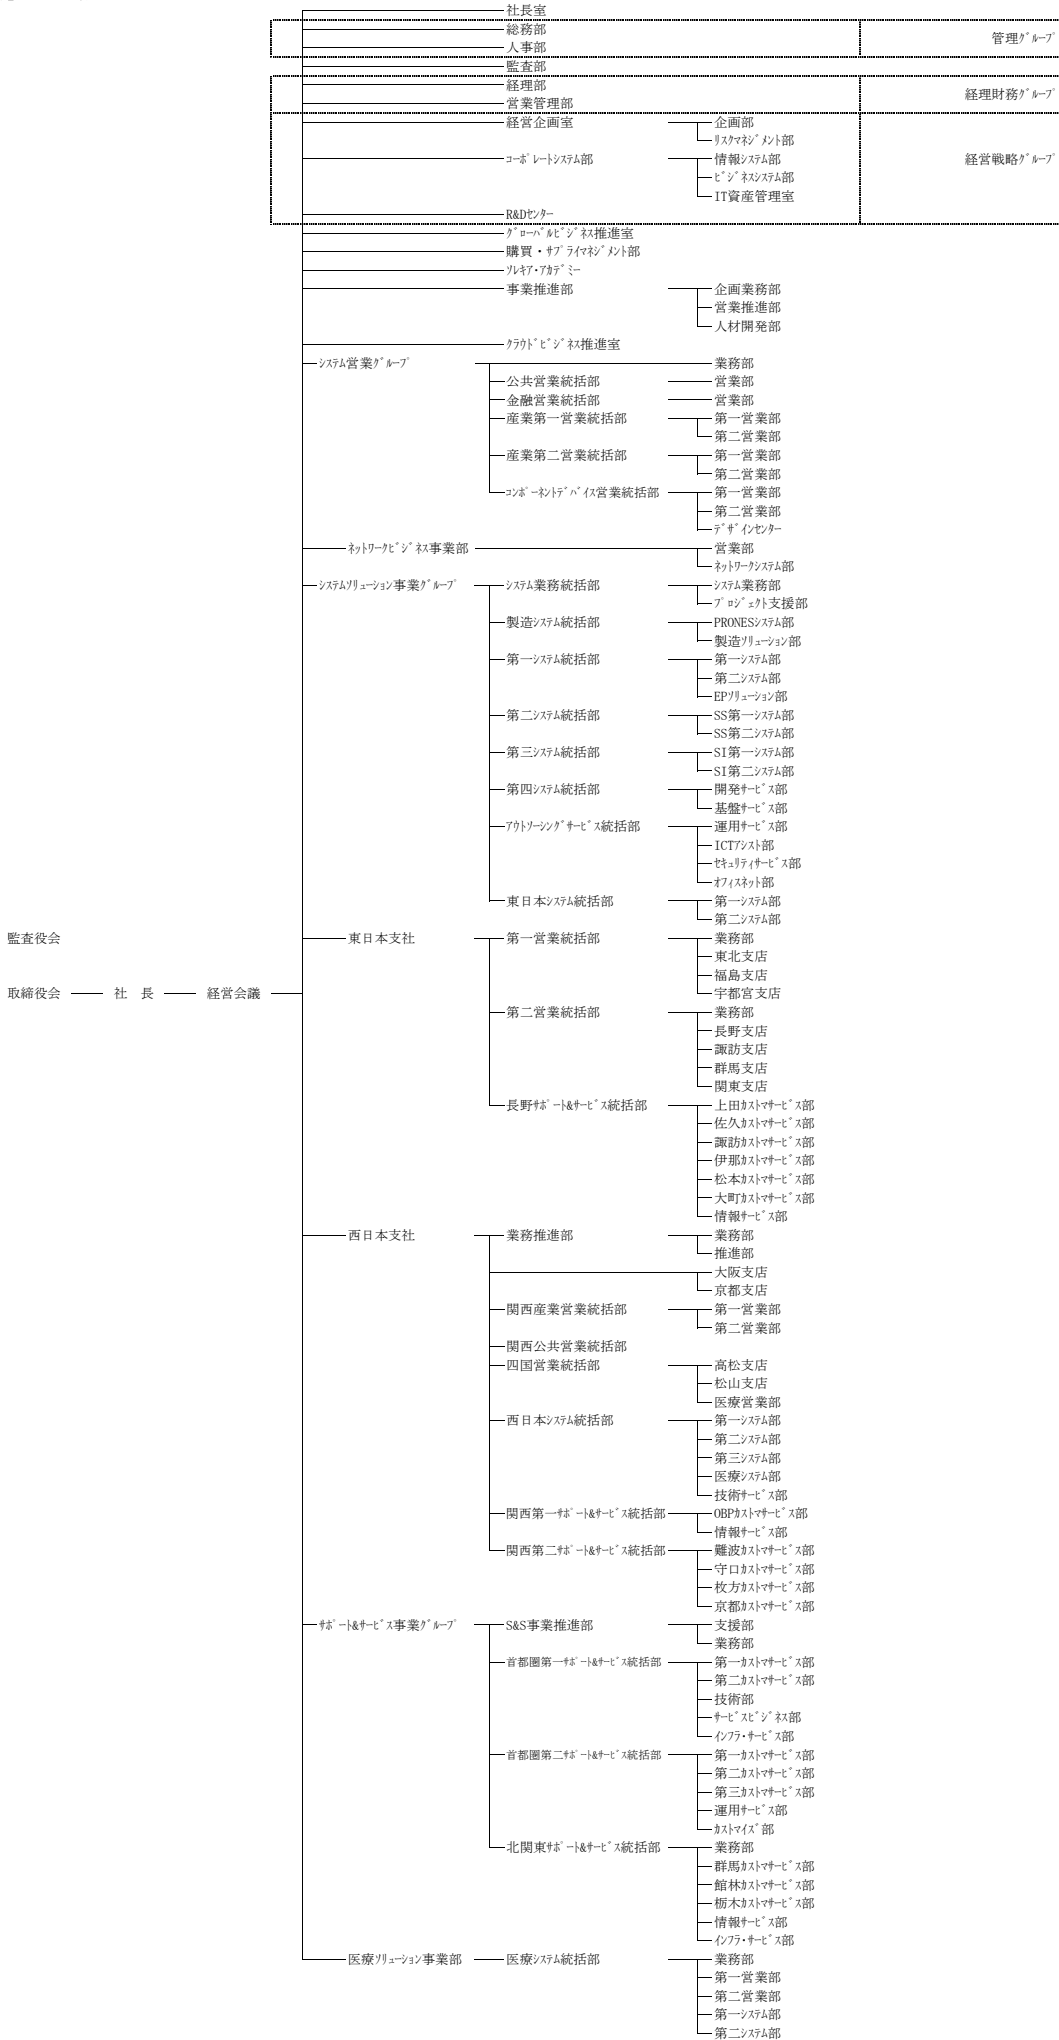 社長室
総務部 管理ｸﾞﾙｰﾌﾟ
人事部
監査部
経理部 経理財務ｸﾞﾙｰﾌﾟ
営業管理部
経営企画室 企画部
ﾘｽｸﾏﾈｼﾞﾒﾝﾄ部
ｺｰﾎﾟﾚｰﾄｼｽﾃﾑ部 情報ｼｽﾃﾑ部 経営戦略ｸﾞﾙｰﾌﾟ
ﾋﾞｼﾞﾈｽｼｽﾃﾑ部
IT資産管理室
R&Dｾﾝﾀｰ
ｸﾞﾛｰﾊﾞﾙﾋﾞｼﾞﾈｽ推進室
購買・ｻﾌﾟﾗｲﾏﾈｼﾞﾒﾝﾄ部
ｿﾚｷｱ・ｱｶﾃﾞﾐｰ
事業推進部 企画業務部
営業推進部
人材開発部
ｸﾗｳﾄﾞﾋﾞｼﾞﾈｽ推進室
ｼｽﾃﾑ営業ｸﾞﾙｰﾌﾟ 業務部
公共営業統括部 営業部
金融営業統括部 営業部
産業第一営業統括部 第一営業部
第二営業部
産業第二営業統括部 第一営業部
第二営業部
ｺﾝﾎﾟｰﾈﾝﾄﾃﾞﾊﾞｲｽ営業統括部 第一営業部
第二営業部
ﾃﾞｻﾞｲﾝｾﾝﾀｰ
ﾈｯﾄﾜｰｸﾋﾞｼﾞﾈｽ事業部 営業部
ﾈｯﾄﾜｰｸｼｽﾃﾑ部
ｼｽﾃﾑｿﾘｭｰｼｮﾝ事業ｸﾞﾙｰﾌﾟ ｼｽﾃﾑ業務統括部 ｼｽﾃﾑ業務部
ﾌﾟﾛｼﾞｪｸﾄ支援部
製造ｼｽﾃﾑ統括部 PRONESｼｽﾃﾑ部
製造ｿﾘｭｰｼｮﾝ部
第一ｼｽﾃﾑ統括部 第一ｼｽﾃﾑ部
第二ｼｽﾃﾑ部
EPｿﾘｭｰｼｮﾝ部
第二ｼｽﾃﾑ統括部 SS第一ｼｽﾃﾑ部
SS第二ｼｽﾃﾑ部
第三ｼｽﾃﾑ統括部 SI第一ｼｽﾃﾑ部
SI第二ｼｽﾃﾑ部
第四ｼｽﾃﾑ統括部 開発ｻｰﾋﾞｽ部
基盤ｻｰﾋﾞｽ部
ｱｳﾄｿｰｼﾝｸﾞｻｰﾋﾞｽ統括部 運用ｻｰﾋﾞｽ部
ICTｱｼｽﾄ部
ｾｷｭﾘﾃｨｻｰﾋﾞｽ部
ｵﾌｨｽﾈｯﾄ部
東日本ｼｽﾃﾑ統括部 第一ｼｽﾃﾑ部
第二ｼｽﾃﾑ部
監査役会 東日本支社 第一営業統括部 業務部
東北支店
福島支店
取締役会 社　長 経営会議 宇都宮支店
第二営業統括部 業務部
長野支店
諏訪支店
群馬支店
関東支店
長野ｻﾎﾟｰﾄ&ｻｰﾋﾞｽ統括部 上田ｶｽﾄﾏｻｰﾋﾞｽ部
佐久ｶｽﾄﾏｻｰﾋﾞｽ部
諏訪ｶｽﾄﾏｻｰﾋﾞｽ部
伊那ｶｽﾄﾏｻｰﾋﾞｽ部
松本ｶｽﾄﾏｻｰﾋﾞｽ部
大町ｶｽﾄﾏｻｰﾋﾞｽ部
情報ｻｰﾋﾞｽ部
西日本支社 業務推進部 業務部
推進部
大阪支店
京都支店
関西産業営業統括部 第一営業部
第二営業部
関西公共営業統括部
四国営業統括部 高松支店
松山支店
医療営業部
西日本ｼｽﾃﾑ統括部 第一ｼｽﾃﾑ部
第二ｼｽﾃﾑ部
第三ｼｽﾃﾑ部
医療ｼｽﾃﾑ部
技術ｻｰﾋﾞｽ部
関西第一ｻﾎﾟｰﾄ&ｻｰﾋﾞｽ統括部 OBPｶｽﾄﾏｻｰﾋﾞｽ部
情報ｻｰﾋﾞｽ部
関西第二ｻﾎﾟｰﾄ&ｻｰﾋﾞｽ統括部 難波ｶｽﾄﾏｻｰﾋﾞｽ部
守口ｶｽﾄﾏｻｰﾋﾞｽ部
枚方ｶｽﾄﾏｻｰﾋﾞｽ部
京都ｶｽﾄﾏｻｰﾋﾞｽ部
ｻﾎﾟｰﾄ&ｻｰﾋﾞｽ事業ｸﾞﾙｰﾌﾟ S&S事業推進部 支援部
業務部
首都圏第一ｻﾎﾟｰﾄ&ｻｰﾋﾞｽ統括部 第一ｶｽﾄﾏｻｰﾋﾞｽ部
第二ｶｽﾄﾏｻｰﾋﾞｽ部
技術部
ｻｰﾋﾞｽﾋﾞｼﾞﾈｽ部
ｲﾝﾌﾗ・ｻｰﾋﾞｽ部
首都圏第二ｻﾎﾟｰﾄ&ｻｰﾋﾞｽ統括部 第一ｶｽﾄﾏｻｰﾋﾞｽ部
第二ｶｽﾄﾏｻｰﾋﾞｽ部
第三ｶｽﾄﾏｻｰﾋﾞｽ部
運用ｻｰﾋﾞｽ部
ｶｽﾄﾏｲｽﾞ部
北関東ｻﾎﾟｰﾄ&ｻｰﾋﾞｽ統括部 業務部
群馬ｶｽﾄﾏｻｰﾋﾞｽ部
館林ｶｽﾄﾏｻｰﾋﾞｽ部
栃木ｶｽﾄﾏｻｰﾋﾞｽ部
情報ｻｰﾋﾞｽ部
ｲﾝﾌﾗ・ｻｰﾋﾞｽ部
医療ｿﾘｭｰｼｮﾝ事業部 医療ｼｽﾃﾑ統括部 業務部
第一営業部
第二営業部
第一ｼｽﾃﾑ部
第二ｼｽﾃﾑ部